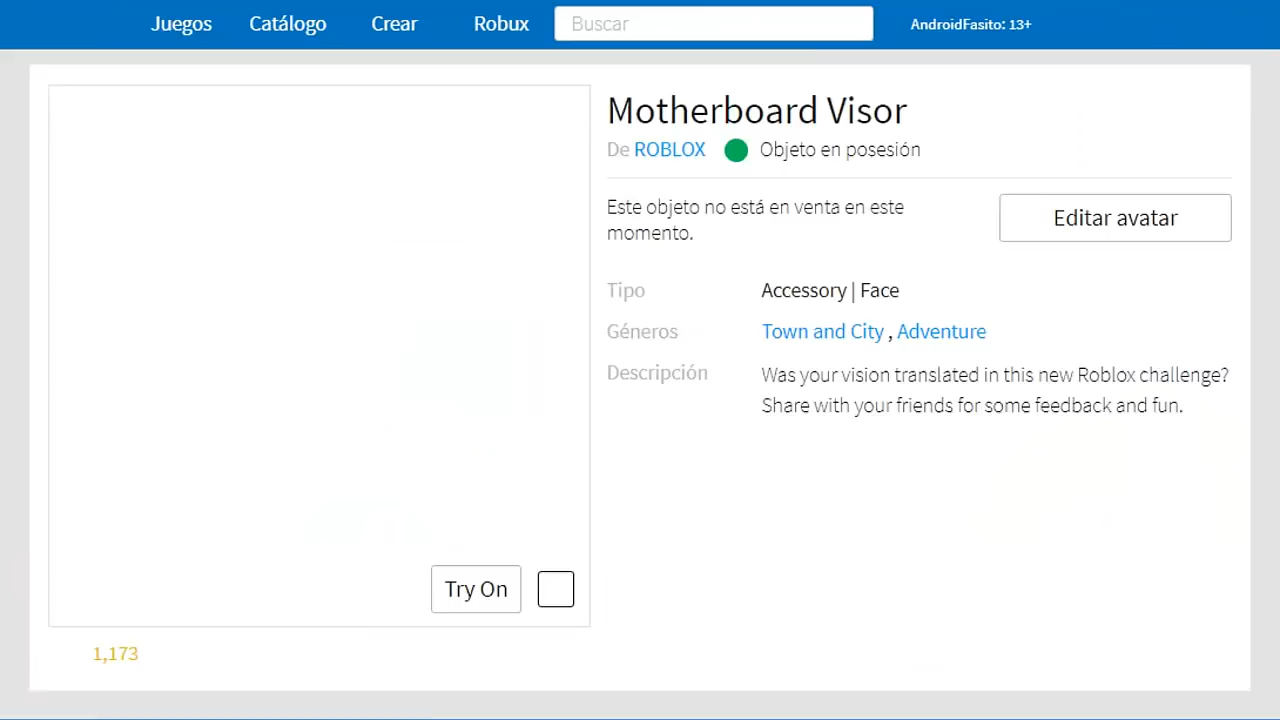 Juegos Catálogo Crear Robux Buscar AndroidFasito: 13+
Motherboard Visor
De ROBLOX Objeto en posesión
Este objeto no está en venta en este
momento.
Editar avatar
Tipo Accessory | Face
Géneros Town and City , Adventure
Descripción Was your vision translated in this new Roblox challenge?
Share with your friends for some feedback and fun.
Try On
1,173